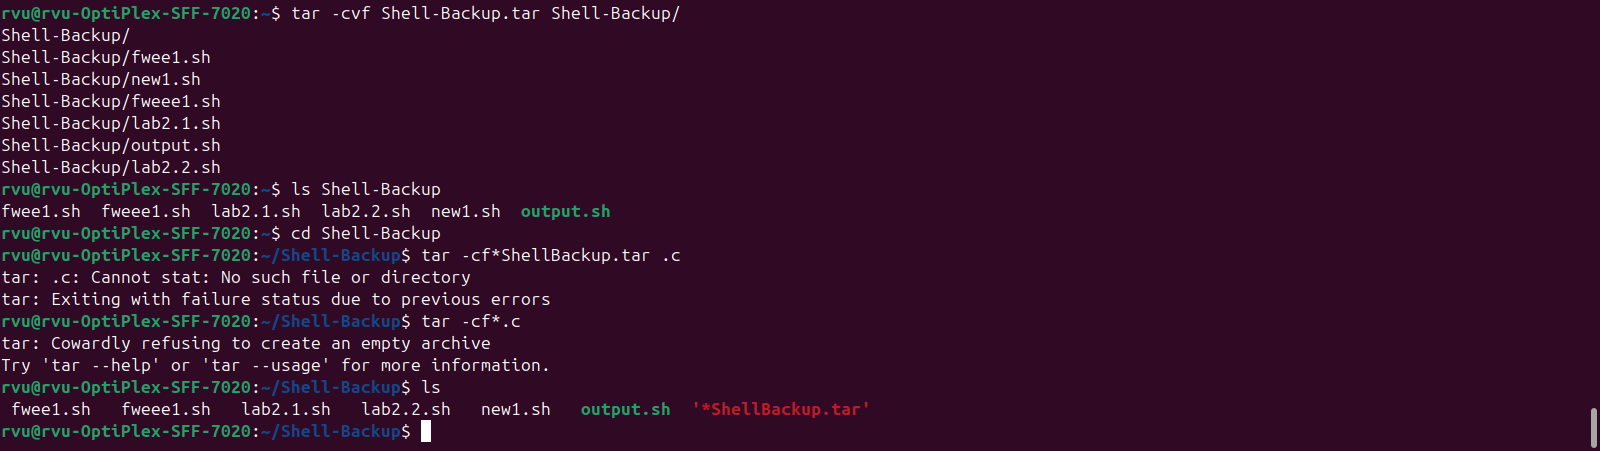 rvu@rvu-OptiPlex-SFF-7020:~$ tar -cvf Shell-Backup.tar Shell-Backup/
Shell-Backup/
Shell-Backup/fwee1.sh
Shell-Backup/new1.sh
Shell-Backup/fweee1.sh
Shell-Backup/lab2.1.sh
Shell-Backup/output.sh
Shell-Backup/lab2.2.sh
rvu@rvu-OptiPlex-SFF-7020:~$ ls Shell-Backup
fwee1.sh  fweee1.sh  lab2.1.sh  lab2.2.sh  new1.sh  output.sh
rvu@rvu-OptiPlex-SFF-7020:~$ cd Shell-Backup
rvu@rvu-OptiPlex-SFF-7020:~/Shell-Backup$ tar -cf*ShellBackup.tar .c
tar: .c: Cannot stat: No such file or directory
tar: Exiting with failure status due to previous errors
rvu@rvu-OptiPlex-SFF-7020:~/Shell-Backup$ tar -cf*.c
tar: Cowardly refusing to create an empty archive
Try 'tar --help' or 'tar --usage' for more information.
rvu@rvu-OptiPlex-SFF-7020:~/Shell-Backup$ ls
 fwee1.sh   fweee1.sh   lab2.1.sh   lab2.2.sh   new1.sh   output.sh  '*ShellBackup.tar'
rvu@rvu-OptiPlex-SFF-7020:~/Shell-Backup$